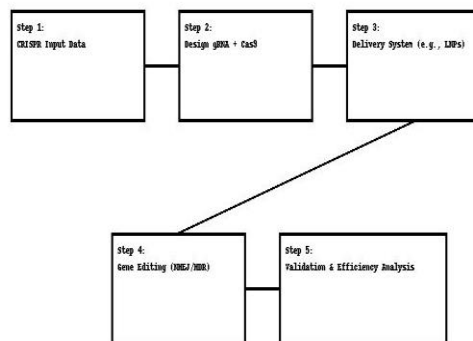 Step 1:
CRISPR Input Data
Step 2:
Design gRNA + Cas9
Step 3:
Delivery System (e.g., LNPs)
Step 4:
Gene Editing (NHEJ/HDR)
Step 5:
Validation & Efficiency Analysis